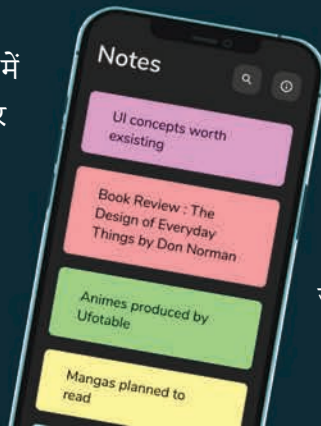 में
Notes
UI concepts worth
exsisting
Book Review : The
Design of Everyday
Things by Don Norman
Animes produced by
Ufotable
Mangas planned to
read